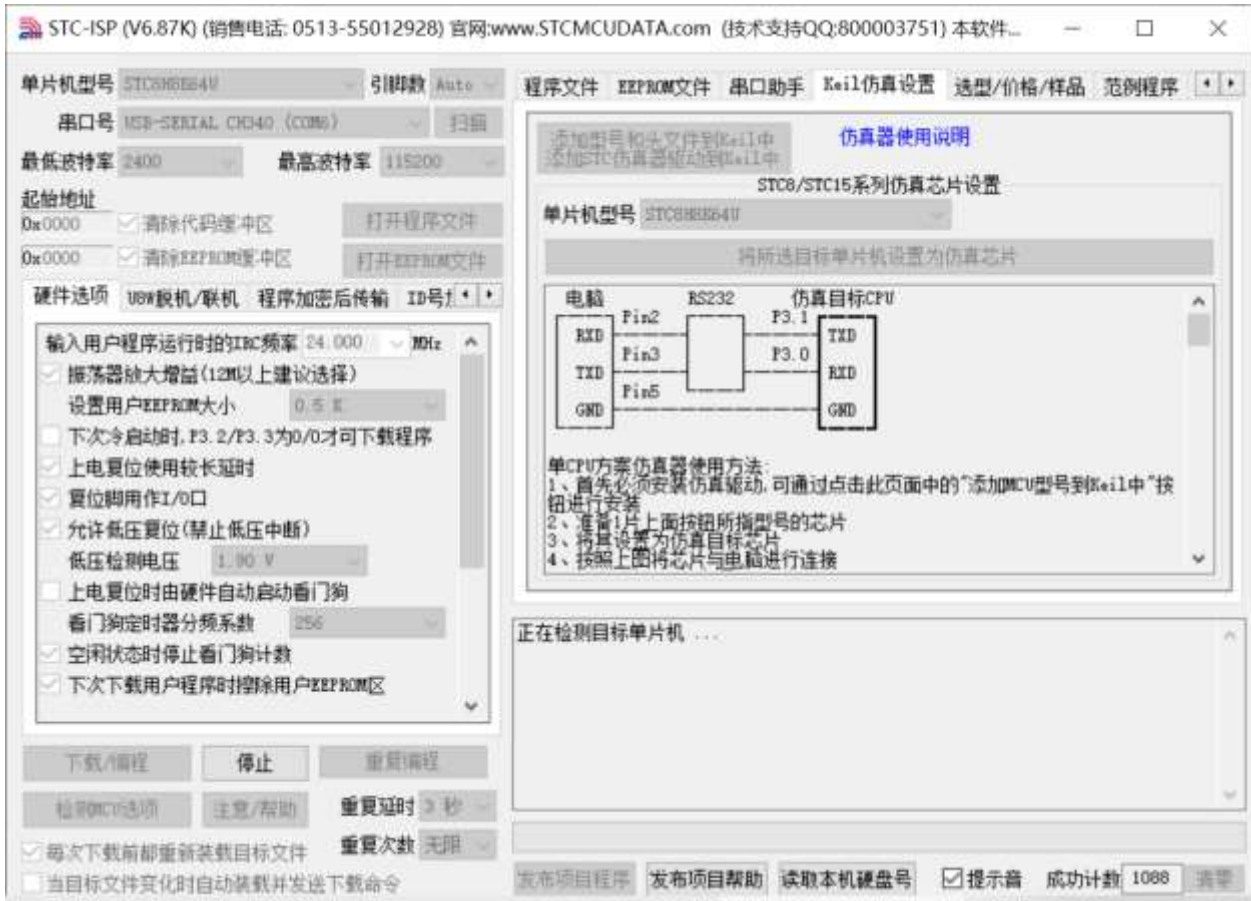 STC-ISP (V6.87K) (销售电话: 0513-55012928) 官网:www.STCMCUDATA.com (技术支持QQ:800003751) 本软件...
单片机型号 STC8H8K64U 引脚数 Auto
串口号 USB-SERIAL CH340 (COM6) 扫描
最低波特率 2400 最高波特率 115200
起始地址
0x0000 清除代码缓冲区 打开程序文件
0x0000 清除EEPROM缓冲区 打开EEPROM文件
硬件选项 U8W脱机/联机 程序加密后传输 ID号
输入用户程序运行时的IRC频率 24.000 MHz
振荡器放大增益(12M以上建议选择)
设置用户EEPROM大小 0.5 K
下次冷启动时,P3.2/P3.3为0/0才可下载程序
上电复位使用较长延时
复位脚用作I/O口
允许低压复位(禁止低压中断)
低压检测电压 1.90 V
上电复位时由硬件自动启动看门狗
看门狗定时器分频系数 256
空闲状态时停止看门狗计数
下次下载用户程序时擦除用户EEPROM区
下载/编程 停止 重复编程
检测MCU选项 注意/帮助 重复延时 3 秒
每次下载前都重新装载目标文件 重复次数 无限
当目标文件变化时自动装载并发送下载命令
程序文件 EEPROM文件 串口助手 Keil仿真设置 选型/价格/样品 范例程序
添加型号和头文件到Keil中
添加STC仿真器驱动到Keil中
仿真器使用说明
STC8/STC15系列仿真芯片设置
单片机型号 STC8H8K64U
将所选目标单片机设置为仿真芯片
电脑 RS232 仿真目标CPU
RXD Pin2 P3.1 TXD
TXD Pin3 P3.0 RXD
GND Pin5 GND
单CPU方案仿真器使用方法:
1、首先必须安装仿真驱动,可通过点击此页面中的"添加MCU型号到Keil中"按
钮进行安装
2、准备1片上面按钮所指型号的芯片
3、将其设置为仿真目标芯片
4、按照上图将芯片与电脑进行连接
正在检测目标单片机 ...
发布项目程序 发布项目帮助 读取本机硬盘号 提示音 成功计数 1088 清零